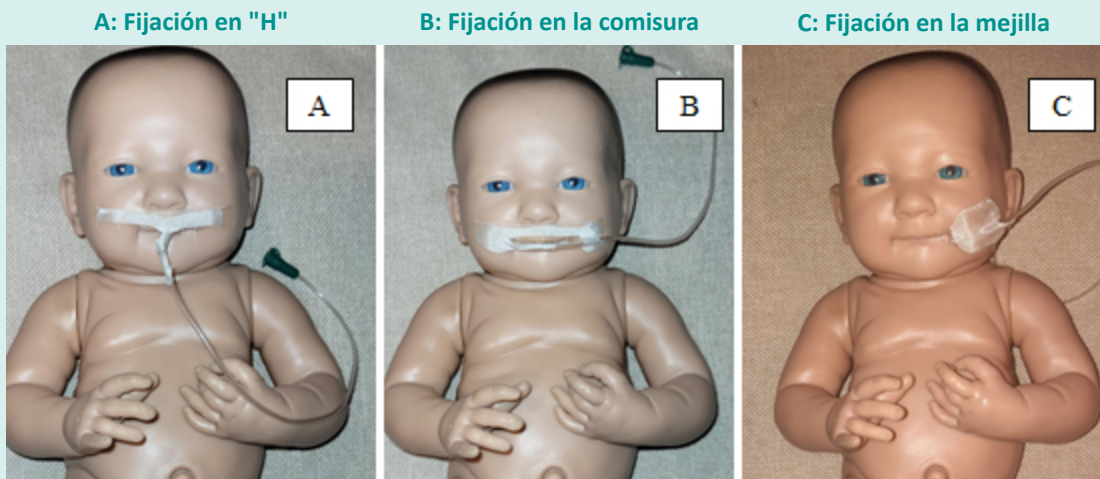 A: Fijación en "H"
B: Fijación en la comisura
C: Fijación en la mejilla
A
B
C